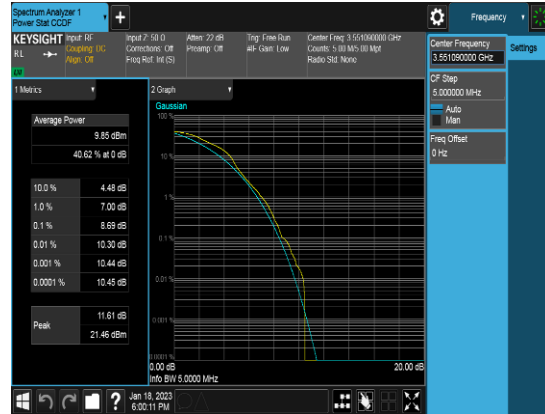 Spectrum Analyzer 1
Power Stat CCDF
Frequency
KEYSIGHT
RL
Input: RF
Coupling: DC
Align: Off
Input Z: 50 Ω
Corrections: Off
Freq Ref: Int (S)
Atten: 22 dB
Preamp: Off
Trig: Free Run
#IF Gain: Low
Center Freq: 3.551090000 GHz
Counts: 5.00 M/5.00 Mpt
Radio Std: None
Center Frequency
3.551090000 GHz
Settings
CF Step
5.000000 MHz
Auto
Man
Freq Offset
0 Hz
1 Metrics
Average Power
9.85 dBm
40.62 % at 0 dB
10.0 % 4.48 dB
1.0 % 7.00 dB
0.1 % 8.69 dB
0.01 % 10.30 dB
0.001 % 10.44 dB
0.0001 % 10.45 dB
Peak
11.61 dB
21.46 dBm
2 Graph
Gaussian
100 %
10 %
1 %
0.1 %
0.01 %
0.001 %
0.0001 %
0.00 dB 20.00 dB
Info BW 5.0000 MHz
?
Jan 18, 2023
6:00:11 PM